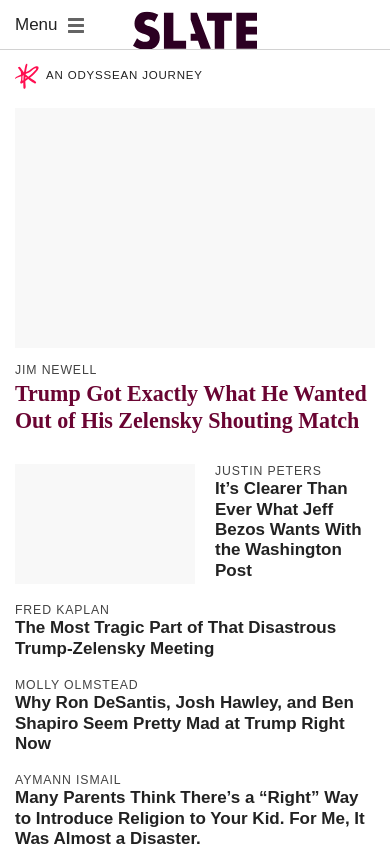 Menu
SLATE
AN ODYSSEAN JOURNEY
JIM NEWELL
Trump Got Exactly What He Wanted
Out of His Zelensky Shouting Match
JUSTIN PETERS
It’s Clearer Than
Ever What Jeff
Bezos Wants With
the Washington
Post
FRED KAPLAN
The Most Tragic Part of That Disastrous
Trump-Zelensky Meeting
MOLLY OLMSTEAD
Why Ron DeSantis, Josh Hawley, and Ben
Shapiro Seem Pretty Mad at Trump Right
Now
AYMANN ISMAIL
Many Parents Think There’s a “Right” Way
to Introduce Religion to Your Kid. For Me, It
Was Almost a Disaster.